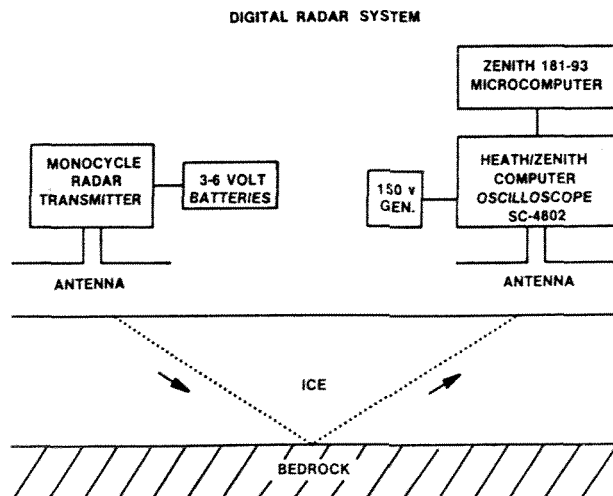 DIGITAL RADAR SYSTEM
ZENITH 181-93
MICROCOMPUTER
MONOCYCLE
RADAR
TRANSMITTER
3-6 VOLT
BATTERIES
150 v
GEN.
HEATH/ZENITH
COMPUTER
OSCILLOSCOPE
SC-4802
ANTENNA
ANTENNA
ICE
BEDROCK